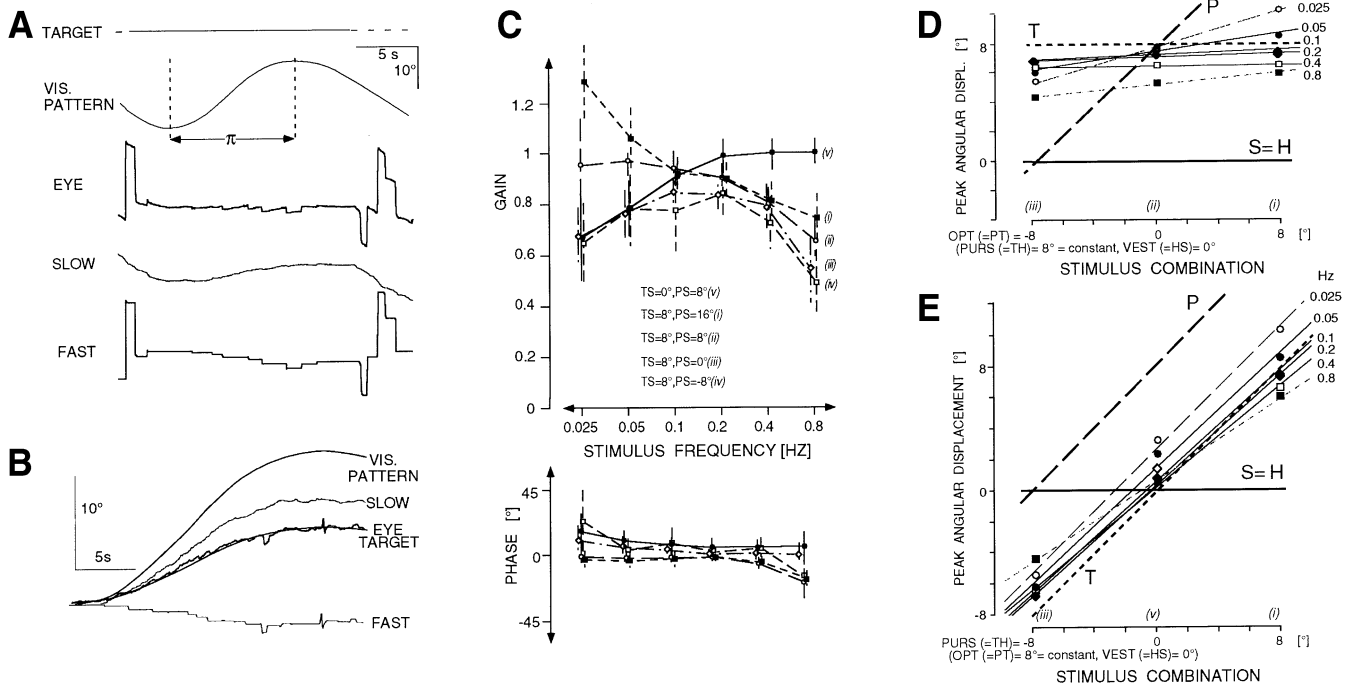 A
TARGET
5 s
10°
VIS.
PATTERN
π
EYE
SLOW
FAST
B
10°
5s
VIS.
PATTERN
SLOW
EYE
TARGET
FAST
C
GAIN
1.2
1
0.8
0.6
0.4
0.2
0
(v)
(i)
(ii)
(iii)
(iv)
TS=0°,PS=8°(v)
TS=8°,PS=16°(i)
TS=8°,PS=8°(ii)
TS=8°,PS=0°(iii)
TS=8°,PS=-8°(iv)
0.025 0.05 0.1 0.2 0.4 0.8
STIMULUS FREQUENCY [HZ]
PHASE [°]
45
0
-45
D
PEAK ANGULAR DISPL. [°]
8
0
T
P
S=H
0.025
0.05
0.1
0.2
0.4
0.8
(iii) (ii) (i)
OPT (=PT) = -8 0 8 [°]
(PURS (=TH)= 8° = constant, VEST (=HS)= 0°
STIMULUS COMBINATION
E
PEAK ANGULAR DISPLACEMENT [°]
8
0
-8
P
S=H
T
Hz
0.025
0.05
0.1
0.2
0.4
0.8
(iii) (v) (i)
PURS (=TH)= -8 0 8 [°]
(OPT (=PT)= 8°= constant, VEST (=HS)= 0°)
STIMULUS COMBINATION